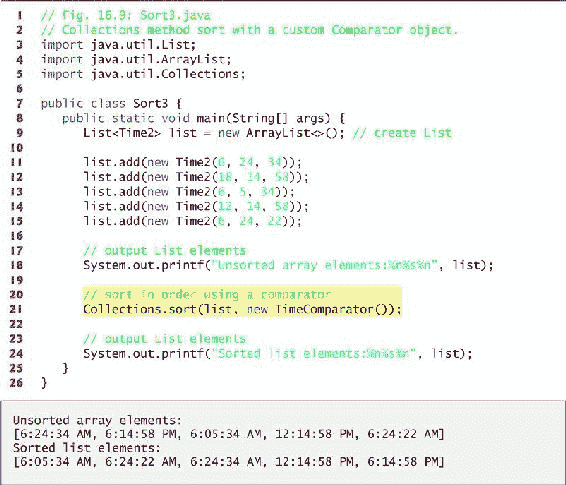 1 // Fig. 16.9: Sort3.java
2 // Collections method sort with a custom Comparator object.
3 import java.util.List;
4 import java.util.ArrayList;
5 import java.util.Collections;
6
7 public class Sort3 {
8 public static void main(String[] args) {
9 List<Time2> list = new ArrayList<>(); // create List
10
11 list.add(new Time2(6, 24, 34));
12 list.add(new Time2(18, 14, 58));
13 list.add(new Time2(6, 5, 34));
14 list.add(new Time2(12, 14, 58));
15 list.add(new Time2(6, 24, 22));
16
17 // output List elements
18 System.out.printf("Unsorted array elements:%n%s%n", list);
19
20 // sort in order using a comparator
21 Collections.sort(list, new TimeComparator());
22
23 // output List elements
24 System.out.printf("Sorted list elements:%n%s%n", list);
25 }
26 }
Unsorted array elements:
[6:24:34 AM, 6:14:58 PM, 6:05:34 AM, 12:14:58 PM, 6:24:22 AM]
Sorted list elements:
[6:05:34 AM, 6:24:22 AM, 6:24:34 AM, 12:14:58 PM, 6:14:58 PM]